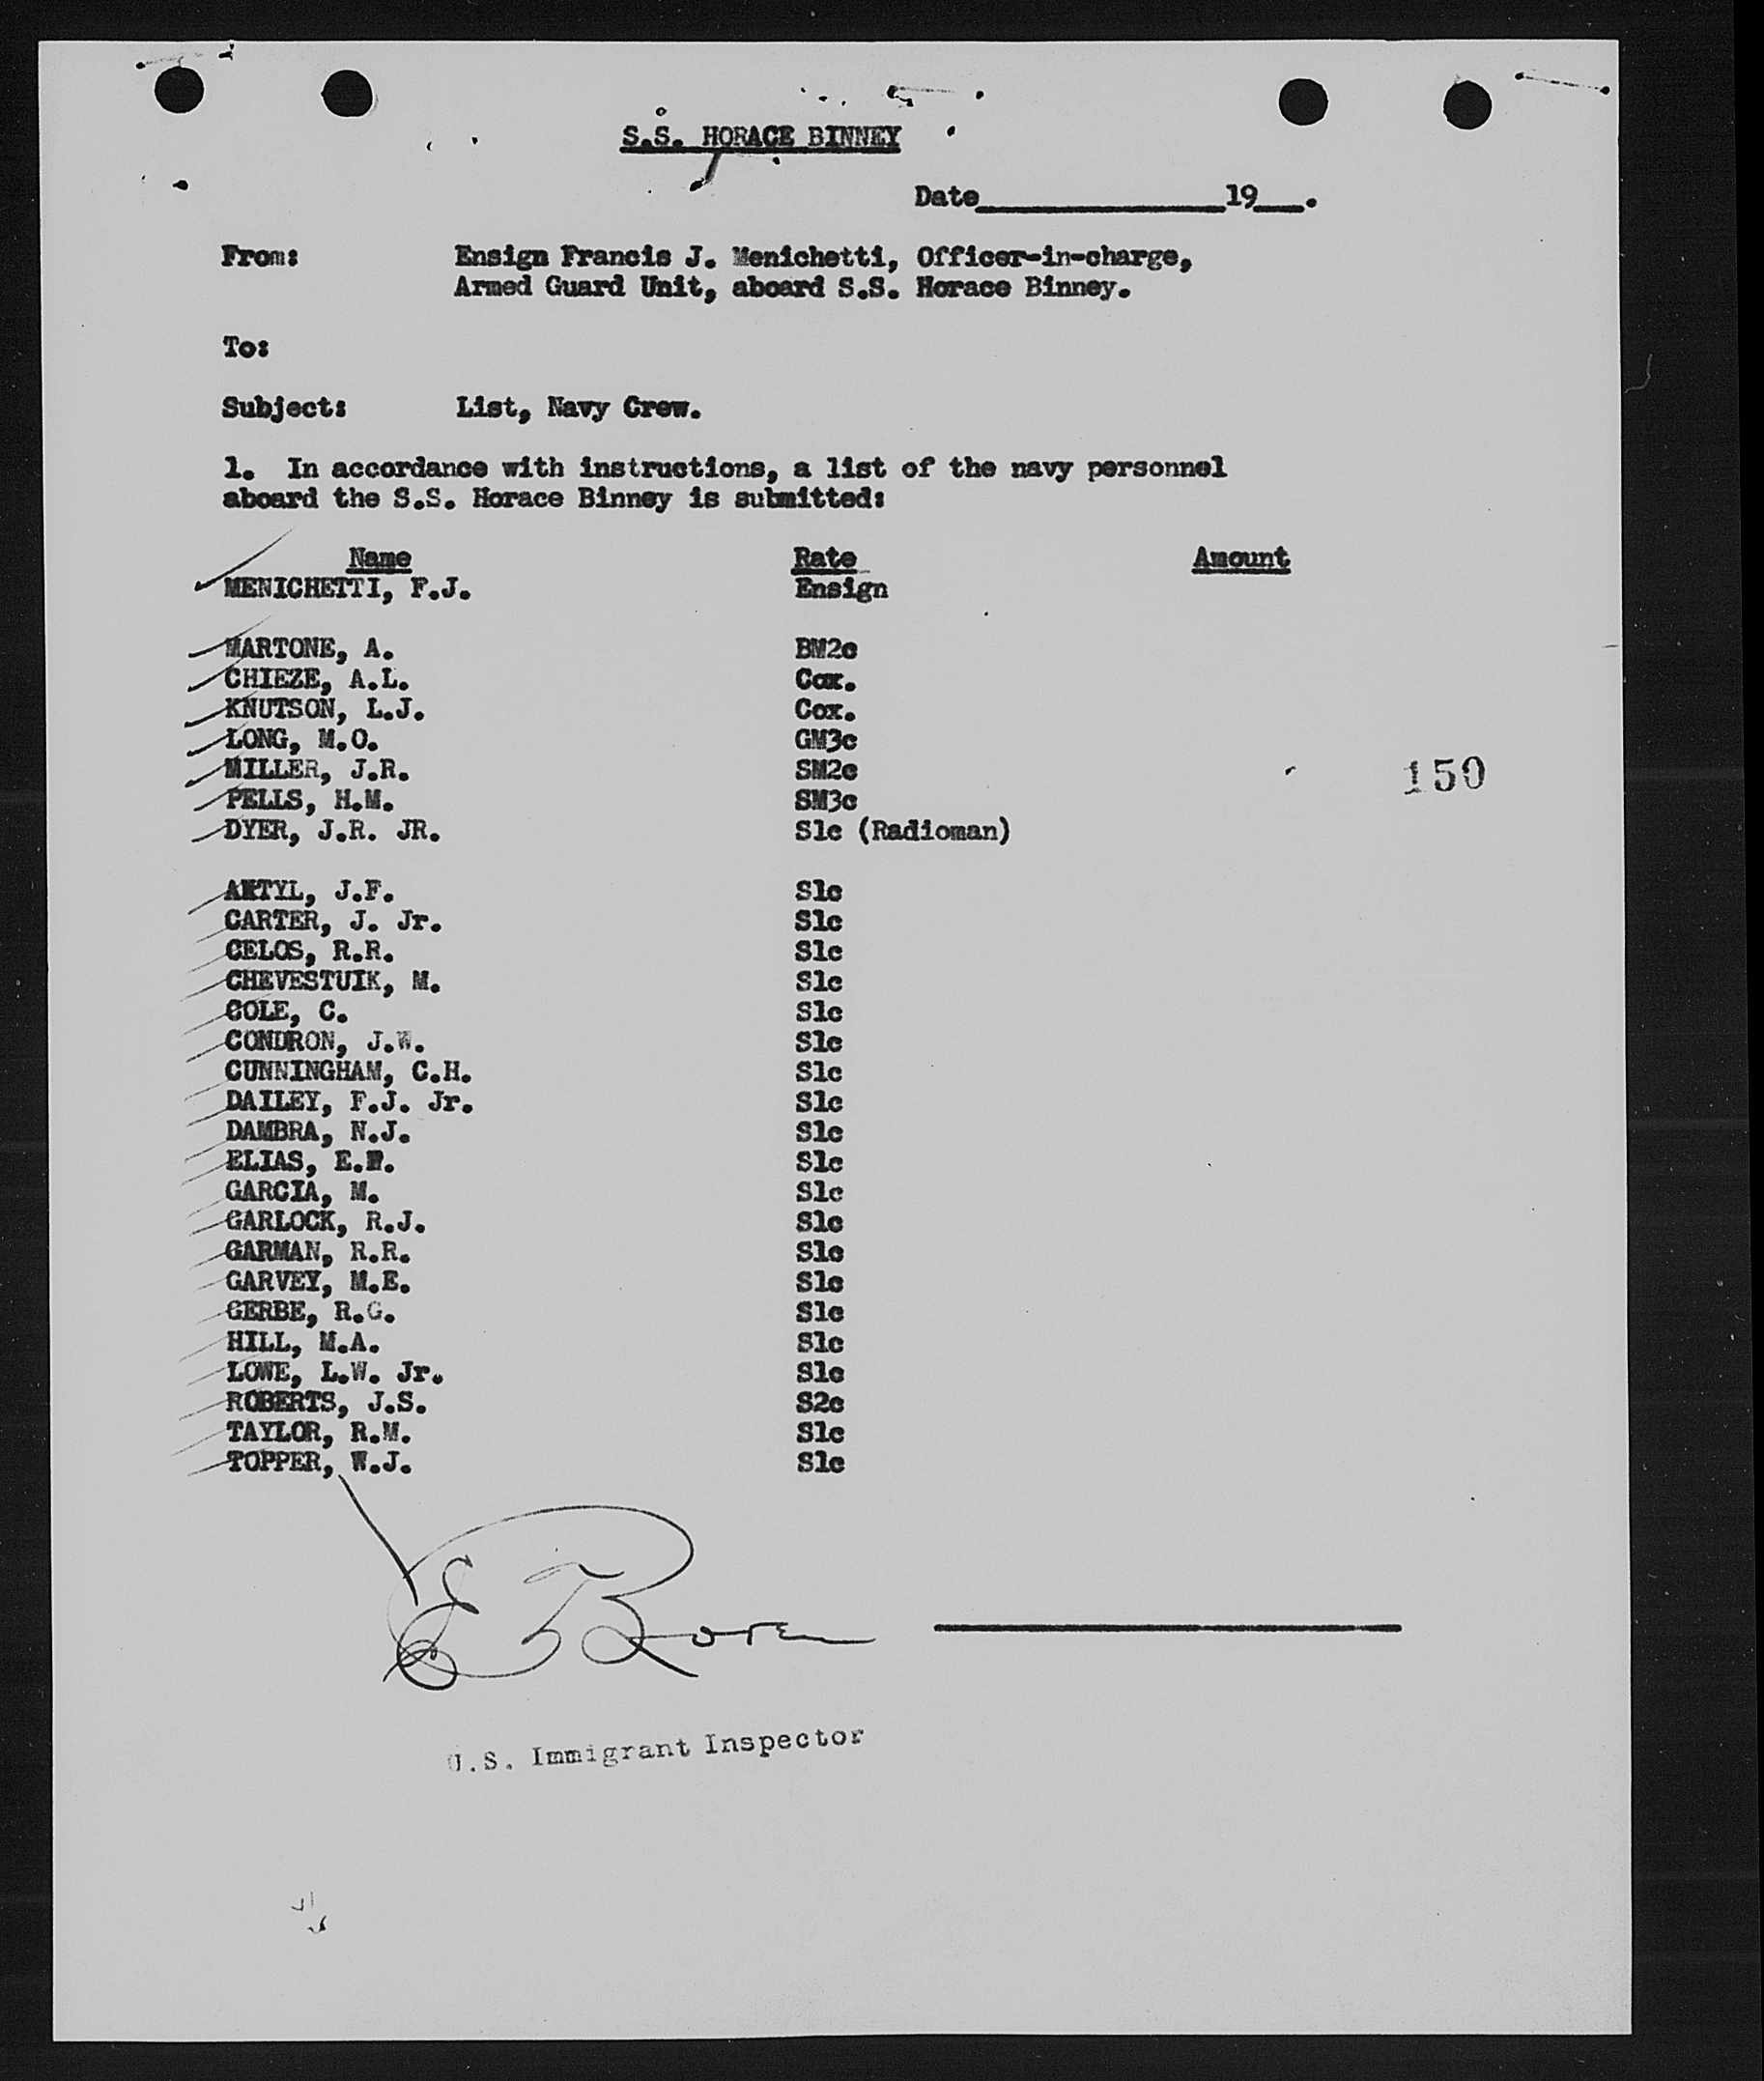 S.S. HORACE BINNEY
Date 19 .
From: Ensign Francis J. Menichetti, Officer-in-charge,
Armed Guard Unit, aboard S.S. Horace Binney.
To:
Subject: List, Navy Crew.
1. In accordance with instructions, a list of the navy personnel
aboard the S.S. Horace Binney is submitted:
Name Rate Amount
MENICHETTI, F.J. Ensign
MARTONE, A. BM2c
CHIEZE, A.L. Cox.
KNUTSON, L.J. Cox.
LONG, M.O. GM3c
MILLER, J.R. SM2c
150
PELLS, H.M. SM3c
DYER, J.R. JR. S1c (Radioman)
ARTYL, J.F. S1c
CARTER, J. Jr. S1c
CELOS, R.R. S1c
CHEVESTUIK, M. S1c
COLE, C. S1c
CONDRON, J.W. S1c
CUNNINGHAM, C.H. S1c
DAILEY, F.J. Jr. S1c
DAMBRA, N.J. S1c
ELIAS, S1c
GARCIA, M. S1c
GARLOCK, R.J. S1c
GARMAN, R.R. S1c
GARVEY, M.E. S1c
GERBE, R.G. S1c
HILL, M.A. S1c
LOWE, L.W. Jr. S1c
ROBERTS, J.S. S2c
TAYLOR, R.M. S1c
TOPPER, W.J. S1c
U.S. Immigrant Inspector